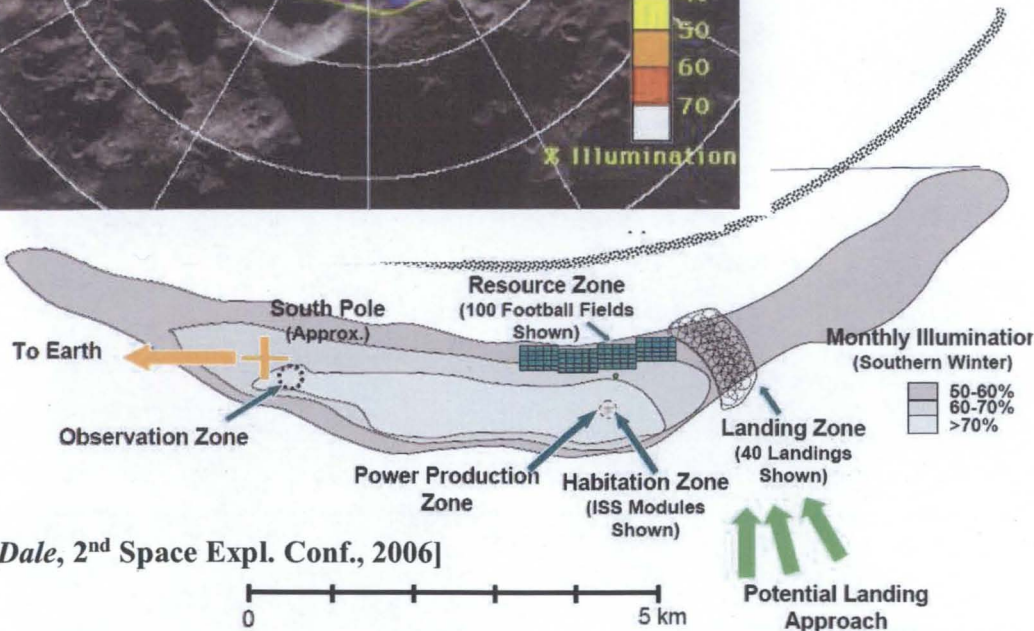 50
60
70
% Illumination
South Pole
(Approx.)
Resource Zone
(100 Football Fields
Shown)
To Earth
Monthly Illumination
(Southern Winter)
50-60%
60-70%
>70%
Observation Zone
Landing Zone
(40 Landings
Shown)
Power Production
Zone
Habitation Zone
(ISS Modules
Shown)
Dale, 2nd Space Expl. Conf., 2006]
0
5 km
Potential Landing
Approach